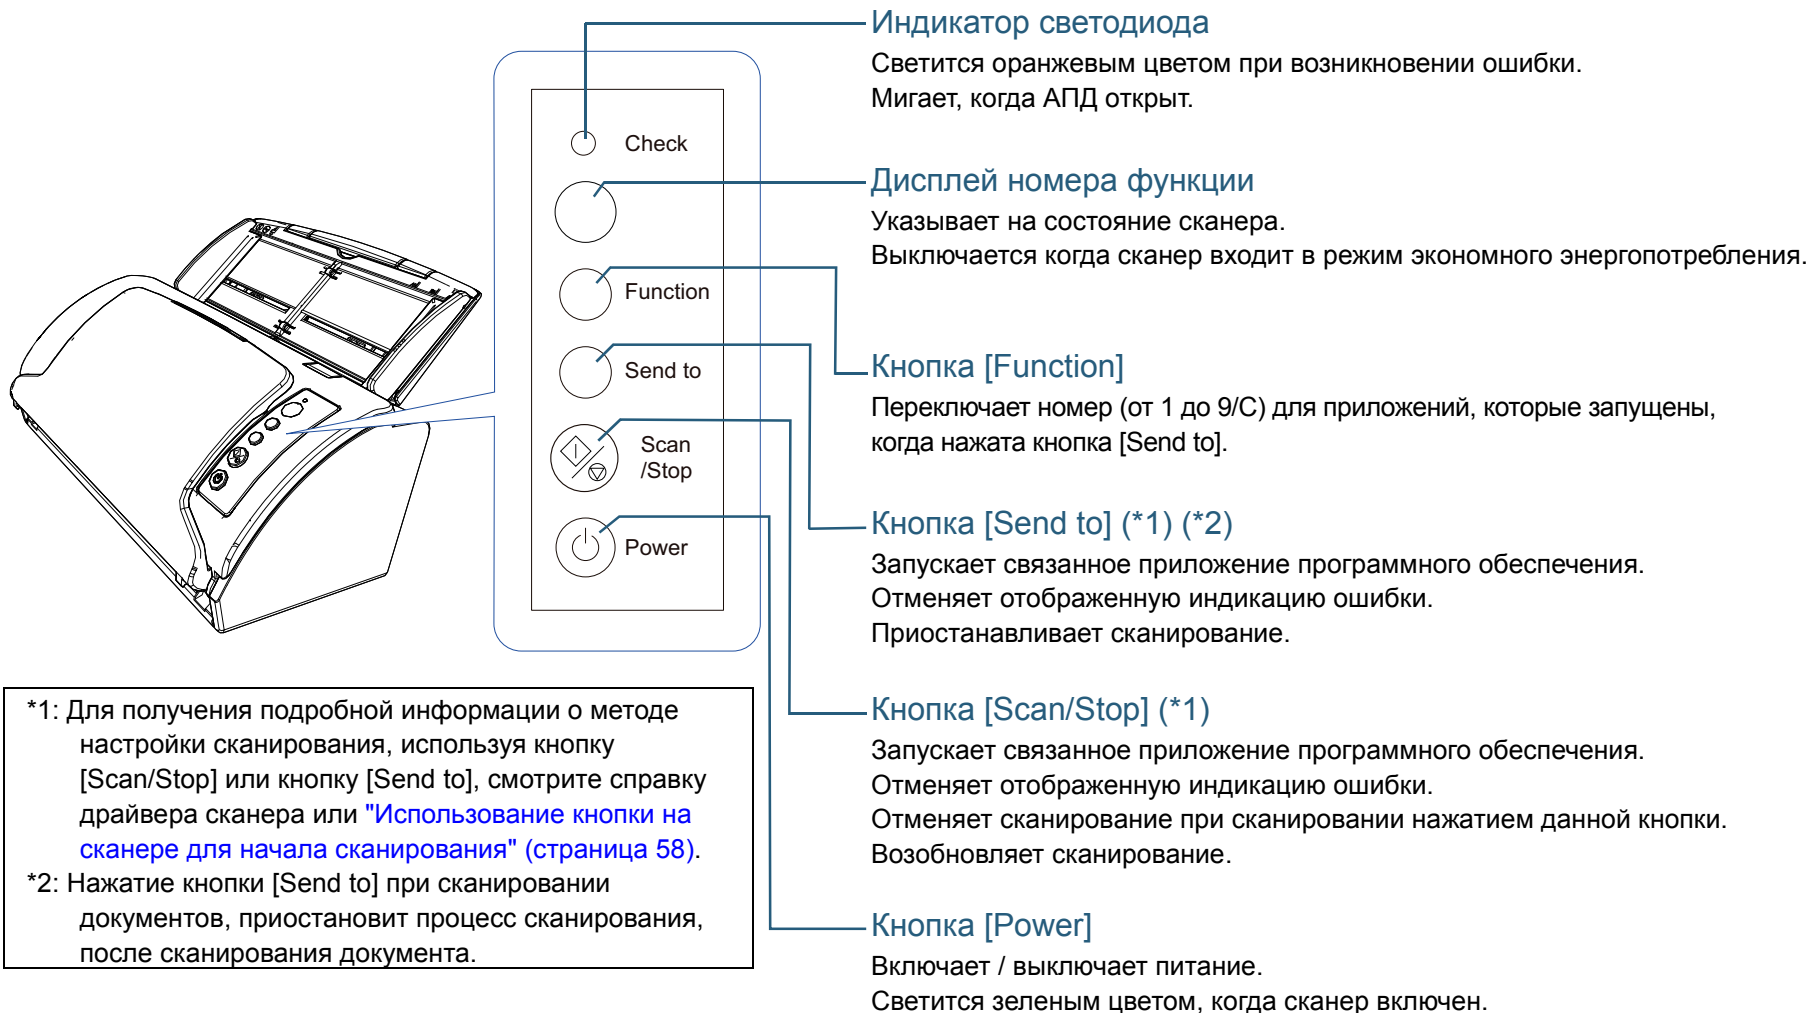 Индикатор светодиода
Светится оранжевым цветом при возникновении ошибки.
Мигает, когда АПД открыт.
Check
Дисплей номера функции
Указывает на состояние сканера.
Выключается когда сканер входит в режим экономного энергопотребления.
Function
Send to
Кнопка [Function]
Переключает номер (от 1 до 9/C) для приложений, которые запущены,
когда нажата кнопка [Send to].
Scan
/Stop
Кнопка [Send to] (*1) (*2)
Запускает связанное приложение программного обеспечения.
Отменяет отображенную индикацию ошибки.
Приостанавливает сканирование.
Power
Кнопка [Scan/Stop] (*1)
Запускает связанное приложение программного обеспечения.
Отменяет отображенную индикацию ошибки.
Отменяет сканирование при сканировании нажатием данной кнопки.
Возобновляет сканирование.
Кнопка [Power]
Включает / выключает питание.
Светится зеленым цветом, когда сканер включен.
*1: Для получения подробной информации о методе
настройки сканирования, используя кнопку
[Scan/Stop] или кнопку [Send to], смотрите справку
драйвера сканера или "Использование кнопки на
сканере для начала сканирования" (страница 58).
*2: Нажатие кнопки [Send to] при сканировании
документов, приостановит процесс сканирования,
после сканирования документа.